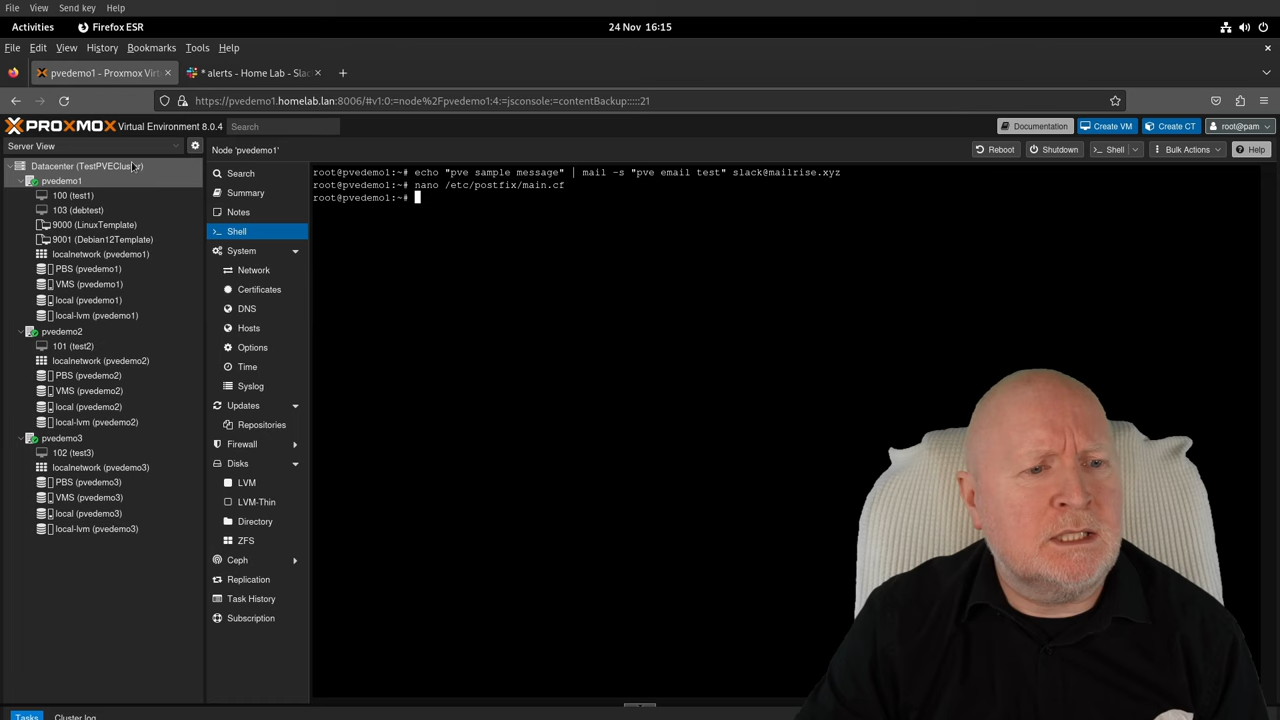 File View Send key Help
Activities Firefox ESR 24 Nov 16:15
File Edit View History Bookmarks Tools Help
pvedemo1 - Proxmox Virt * alerts - Home Lab - Slac
https://pvedemo1.homelab.lan:8006/#v1:0:=node%2Fpvedemo1:4:=jsconsole:=contentBackup:::::21
PROXMOX Virtual Environment 8.0.4 Search Documentation Create VM Create CT root@pam
Server View
Node 'pvedemo1' Reboot Shutdown >_ Shell Bulk Actions Help
Datacenter (TestPVECluster)
pvedemo1
100 (test1)
103 (debtest)
9000 (LinuxTemplate)
9001 (Debian12Template)
localnetwork (pvedemo1)
PBS (pvedemo1)
VMS (pvedemo1)
local (pvedemo1)
local-lvm (pvedemo1)
pvedemo2
101 (test2)
localnetwork (pvedemo2)
PBS (pvedemo2)
VMS (pvedemo2)
local (pvedemo2)
local-lvm (pvedemo2)
pvedemo3
102 (test3)
localnetwork (pvedemo3)
PBS (pvedemo3)
VMS (pvedemo3)
local (pvedemo3)
local-lvm (pvedemo3)
Search
Summary
Notes
>_ Shell
System
Network
Certificates
DNS
Hosts
Options
Time
Syslog
Updates
Repositories
Firewall
Disks
LVM
LVM-Thin
Directory
ZFS
Ceph
Replication
Task History
Subscription
root@pvedemo1:~# echo "pve sample message" | mail -s "pve email test" slack@mailrise.xyz
root@pvedemo1:~# nano /etc/postfix/main.cf
root@pvedemo1:~#
Tasks Cluster log